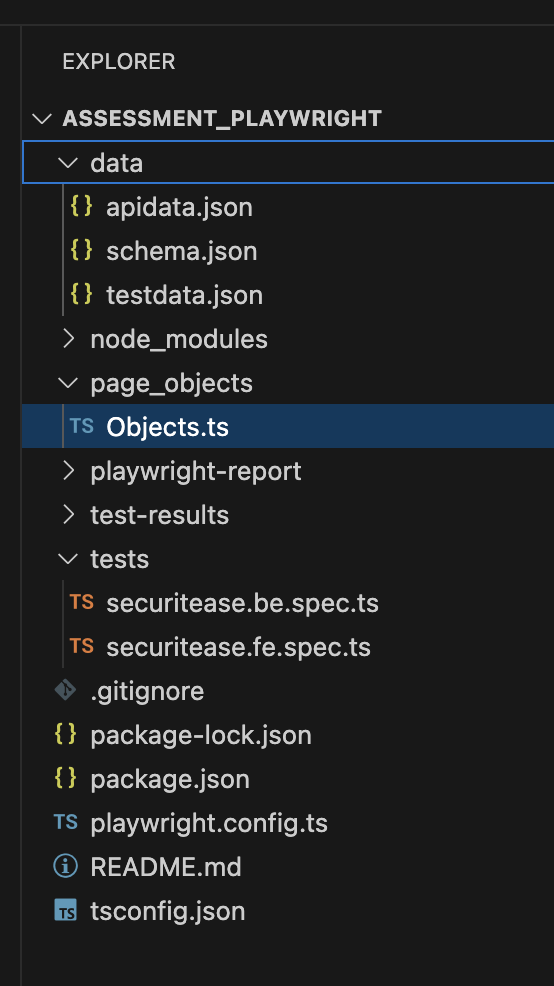 EXPLORER
ASSESSMENT_PLAYWRIGHT
data
{} apidata.json
{} schema.json
{} testdata.json
node_modules
page_objects
TS Objects.ts
playwright-report
test-results
tests
TS securitease.be.spec.ts
TS securitease.fe.spec.ts
.gitignore
{} package-lock.json
{} package.json
TS playwright.config.ts
README.md
TS tsconfig.json